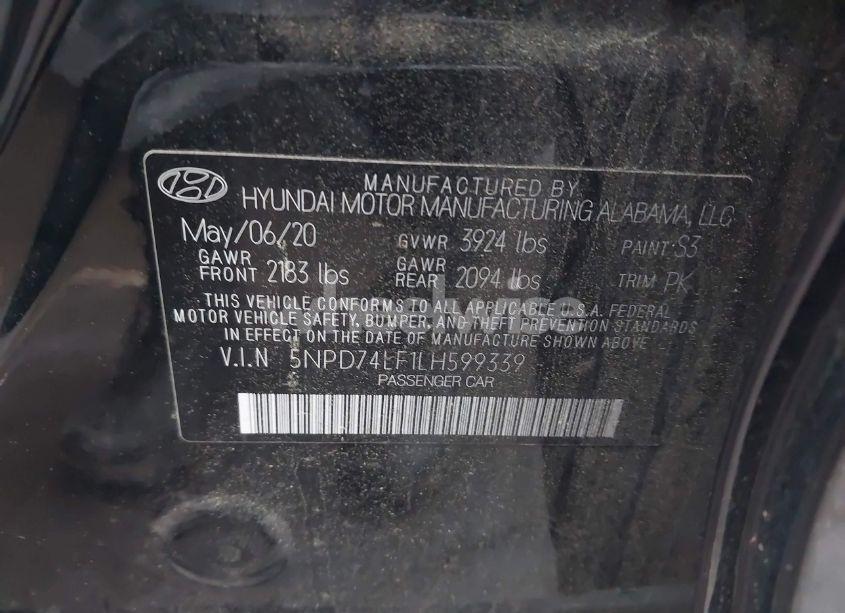 MANUFACTURED BY
HYUNDAI MOTOR MANUFACTURING ALABAMA, LLC
May/06/20 GVWR 3924 lbs PAINT S3
GAWR FRONT 2183 lbs GAWR REAR 2094 lbs TRIM PK
THIS VEHICLE CONFORMS TO ALL APPLICABLE U.S.A. FEDERAL
MOTOR VEHICLE SAFETY, BUMPER, AND THEFT PREVENTION STANDARDS
IN EFFECT ON THE DATE OF MANUFACTURE SHOWN ABOVE
V.I.N 5NPD74LF1LH599339
PASSENGER CAR